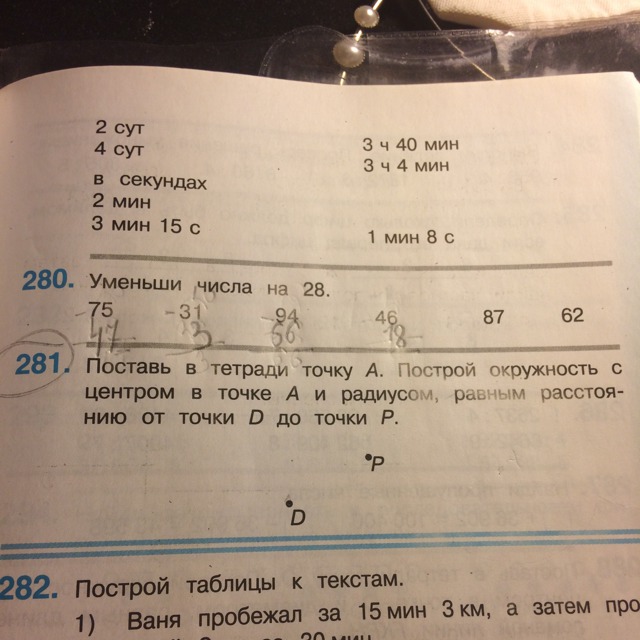 2 сут
4 сут
3 ч 40 мин
3 ч 4 мин
в секундах
2 мин
3 мин 15 с
1 мин 8 с
280. Уменьши числа на 28.
75 31 94 46 87 62
47 3 66 18
281. Поставь в тетради точку А. Построй окружность с
центром в точке А и радиусом, равным расстоя-
нию от точки D до точки P.
P
D
282. Построй таблицы к текстам.
1) Ваня пробежал за 15 мин 3 км, а затем про
за 20 мин